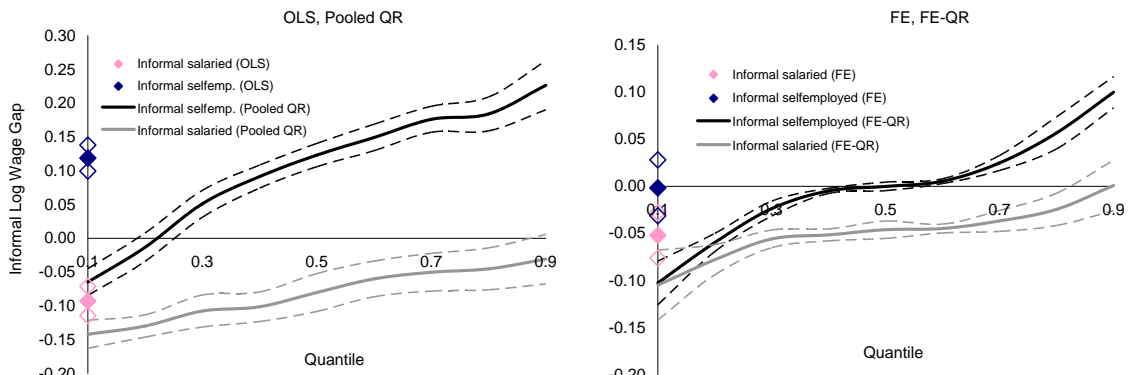 OLS, Pooled QR
Informal Log Wage Gap
0.30
0.25
0.20
0.15
0.10
0.05
0.00
-0.05
-0.10
-0.15
-0.20
Informal salaried (OLS)
Informal selfemp. (OLS)
Informal selfemp. (Pooled QR)
Informal salaried (Pooled QR)
0.1 0.3 0.5 0.7 0.9
Quantile
FE, FE-QR
0.15
0.10
0.05
0.00
-0.05
-0.10
-0.15
-0.20
Informal salaried (FE)
Informal selfemployed (FE)
Informal selfemployed (FE-QR)
Informal salaried (FE-QR)
0.1 0.3 0.5 0.7 0.9
Quantile